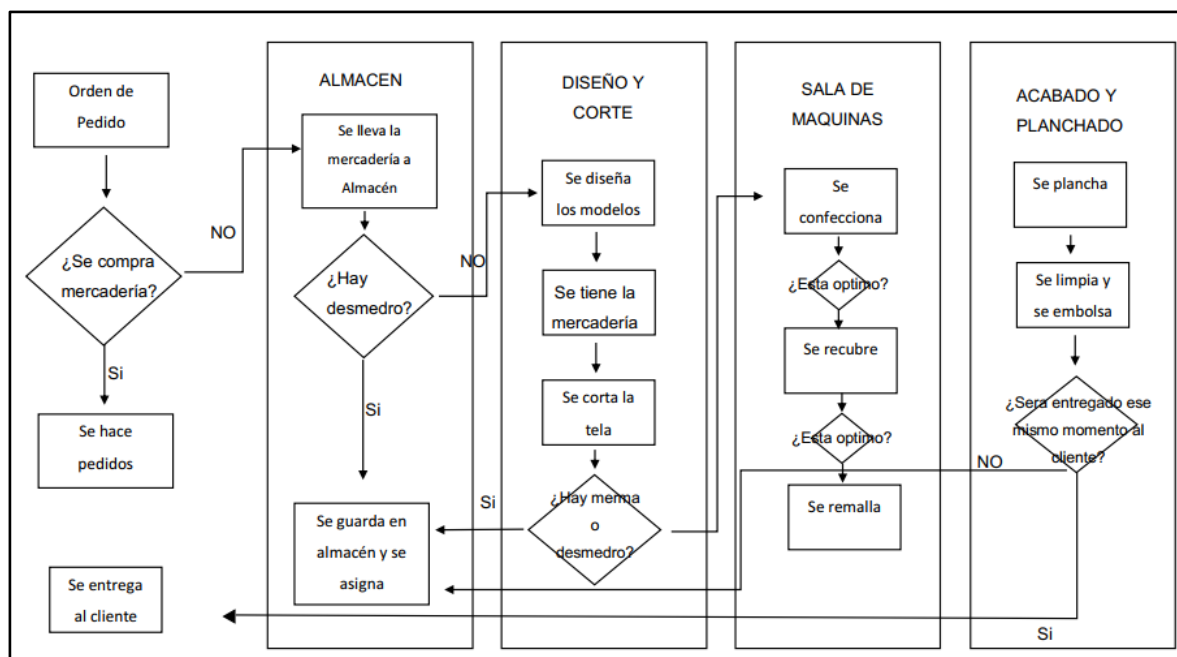 Orden de
Pedido
¿Se compra
mercadería?
NO
Si
Se hace
pedidos
Se entrega
al cliente
ALMACEN
Se lleva la
mercadería a
Almacén
¿Hay
desmedro?
NO
Si
Se guarda en
almacén y se
asigna
DISEÑO Y
CORTE
Se diseña
los modelos
Se tiene la
mercadería
Se corta la
tela
¿Hay merma
o
desmedro?
Si
SALA DE
MAQUINAS
Se
confecciona
¿Esta optimo?
Se recubre
¿Esta optimo?
Se remalla
ACABADO Y
PLANCHADO
Se plancha
Se limpia y
se embolsa
¿Sera entregado ese
mismo momento al
cliente?
NO
Si